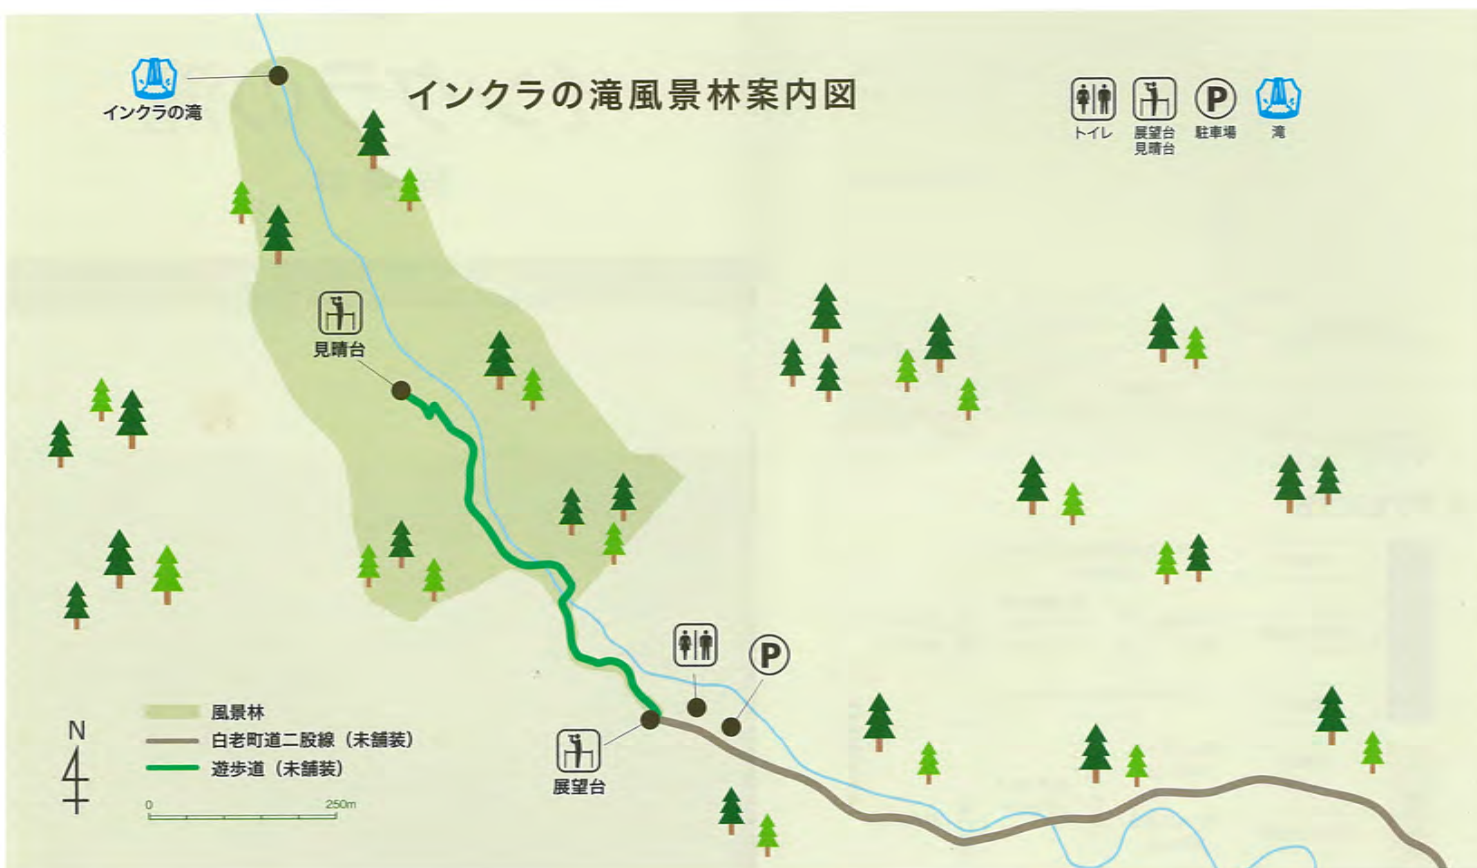 インクラの滝風景林案内図
インクラの滝
トイレ
展望台
見晴台
P
駐車場
滝
見晴台
P
展望台
風景林
白老町道二股線（未舗装）
遊歩道（未舗装）
N
0
250m